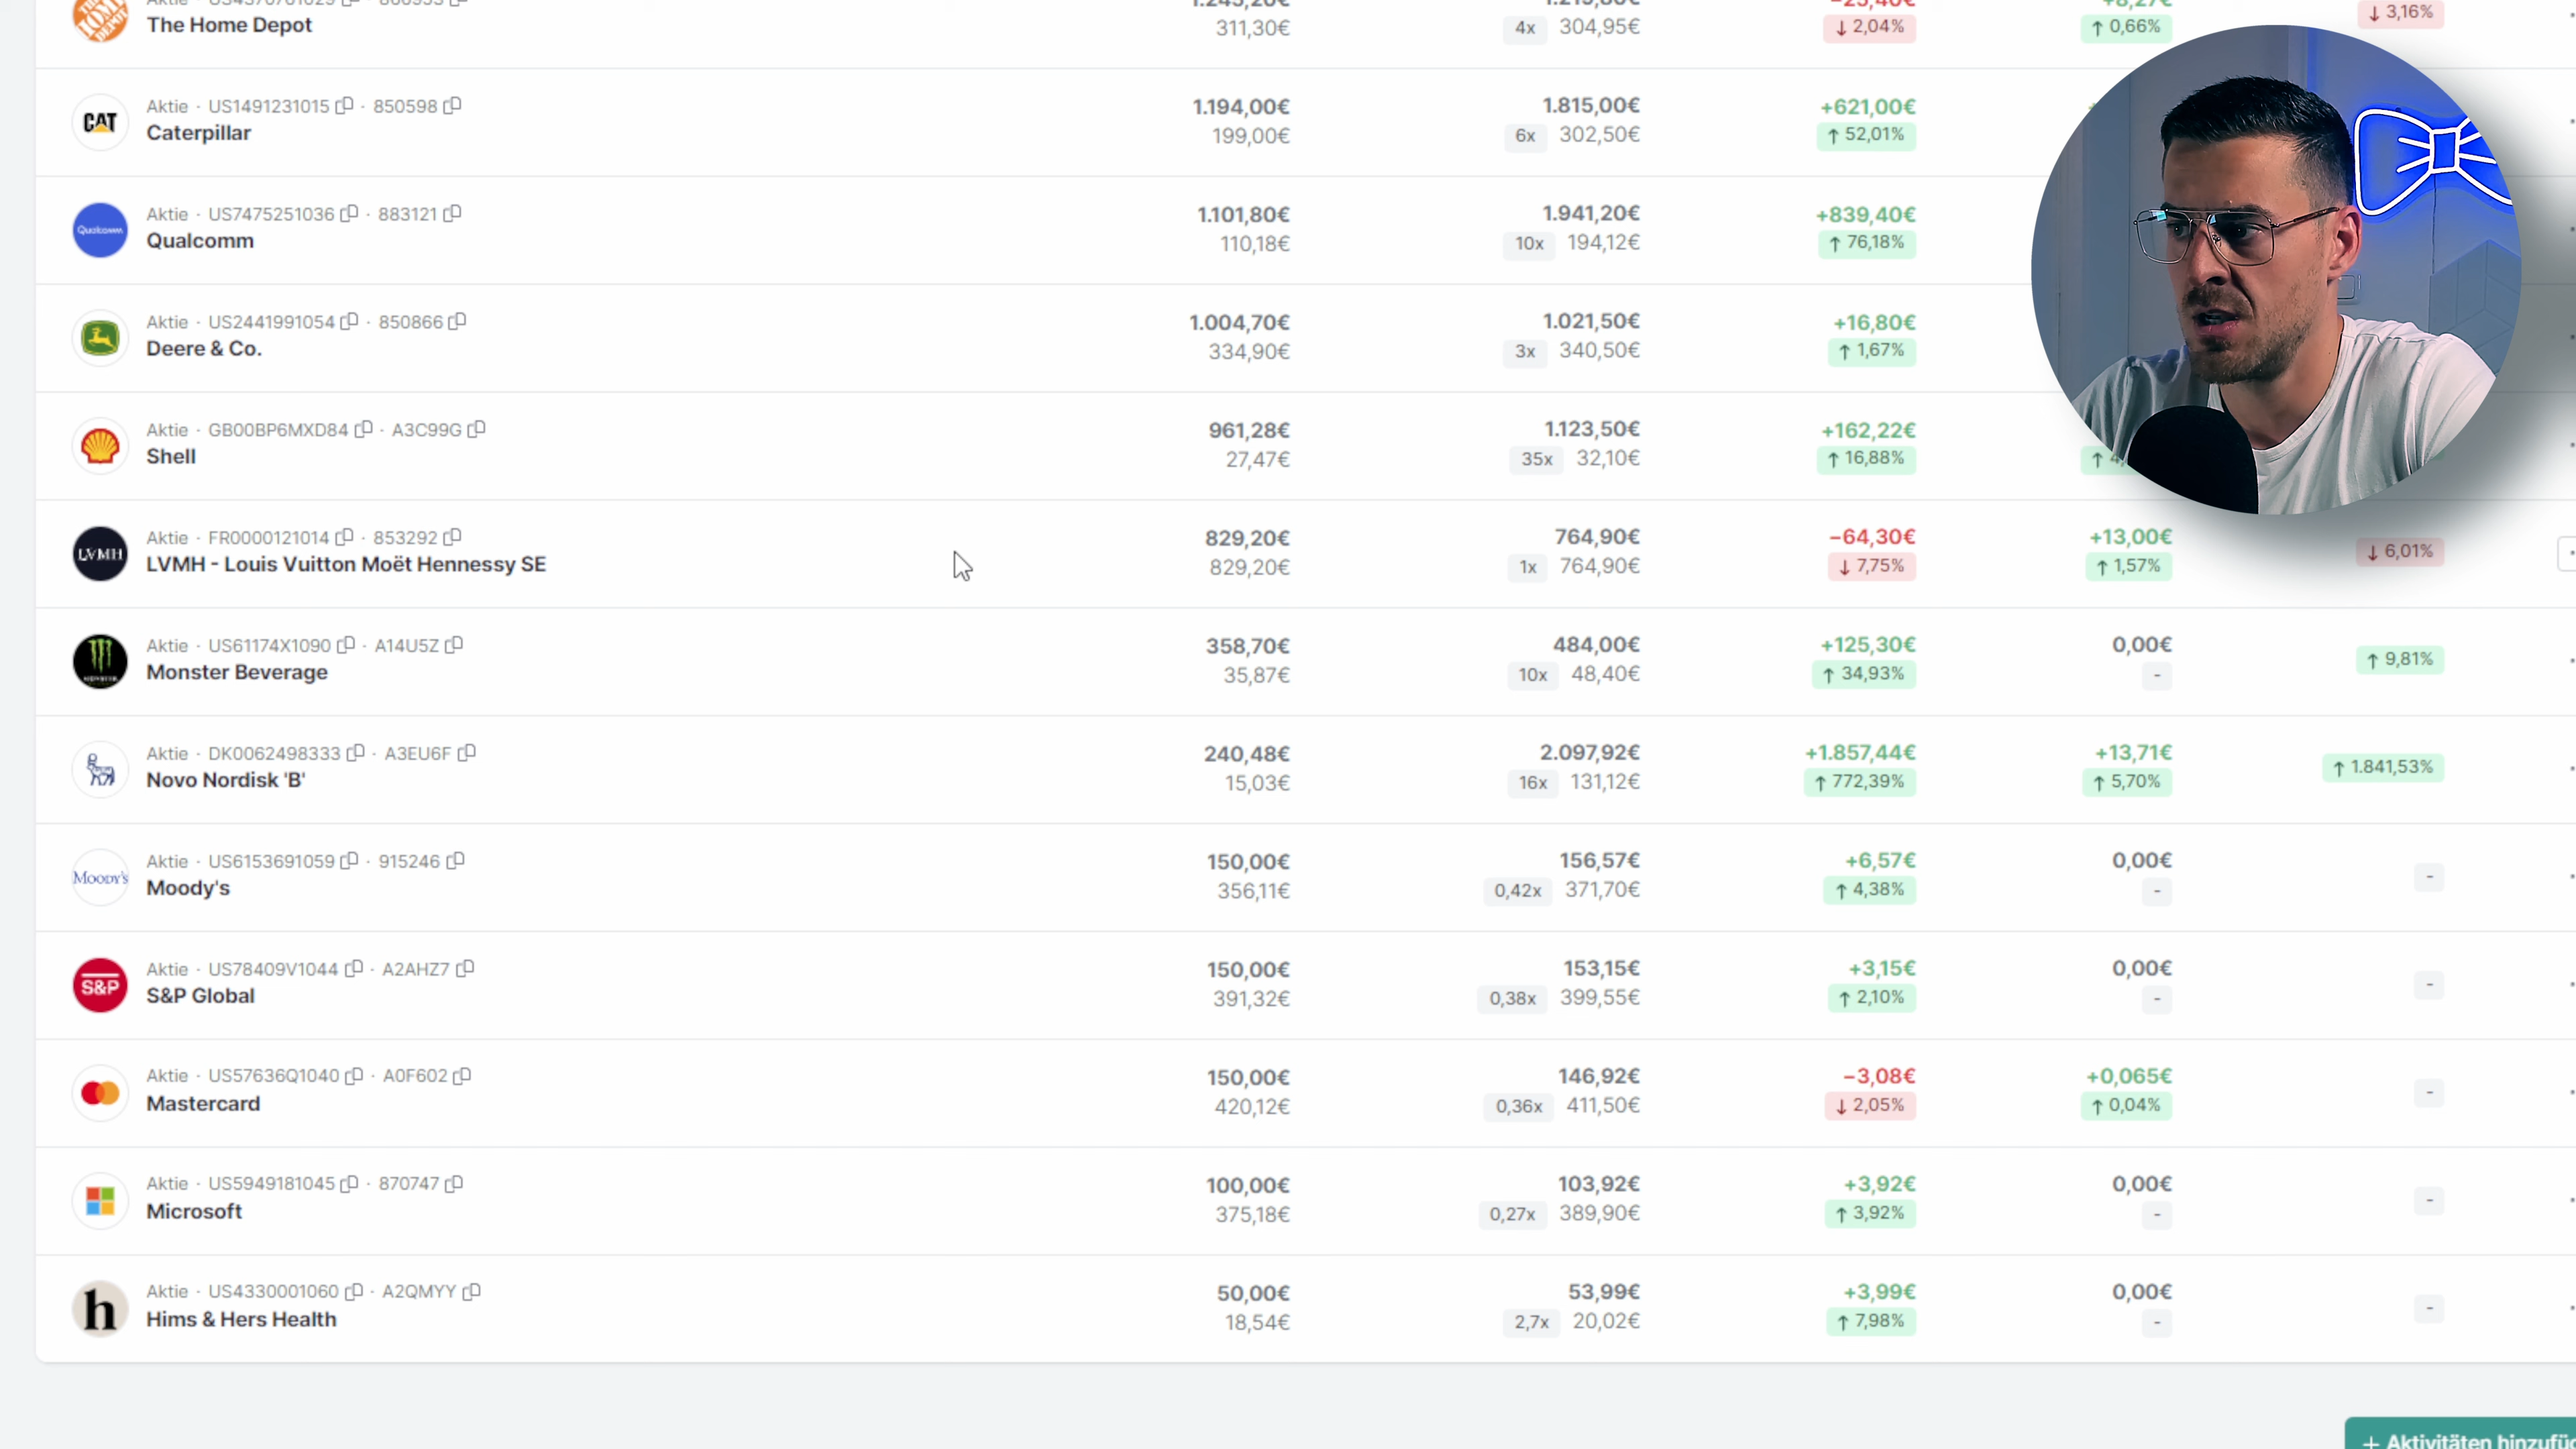 The Home Depot
311,30€
4x 304,95€
↓ 2,04%
↑ 0,66%
↓ 3,16%
CAT
Aktie · US1491231015 · 850598
Caterpillar
1.194,00€
199,00€
1.815,00€
6x 302,50€
+621,00€
↑ 52,01%
Qualcomm
Aktie · US7475251036 · 883121
Qualcomm
1.101,80€
110,18€
1.941,20€
10x 194,12€
+839,40€
↑ 76,18%
Aktie · US2441991054 · 850866
Deere & Co.
1.004,70€
334,90€
1.021,50€
3x 340,50€
+16,80€
↑ 1,67%
Aktie · GB00BP6MXD84 · A3C99G
Shell
961,28€
27,47€
1.123,50€
35x 32,10€
+162,22€
↑ 16,88%
LVMH
Aktie · FR0000121014 · 853292
LVMH - Louis Vuitton Moët Hennessy SE
829,20€
829,20€
764,90€
1x 764,90€
−64,30€
↓ 7,75%
+13,00€
↑ 1,57%
↓ 6,01%
Aktie · US61174X1090 · A14U5Z
Monster Beverage
358,70€
35,87€
484,00€
10x 48,40€
+125,30€
↑ 34,93%
0,00€
-
↑ 9,81%
Aktie · DK0062498333 · A3EU6F
Novo Nordisk 'B'
240,48€
15,03€
2.097,92€
16x 131,12€
+1.857,44€
↑ 772,39%
+13,71€
↑ 5,70%
↑ 1.841,53%
Moody's
Aktie · US6153691059 · 915246
Moody's
150,00€
356,11€
156,57€
0,42x 371,70€
+6,57€
↑ 4,38%
0,00€
-
-
S&P
Aktie · US78409V1044 · A2AHZ7
S&P Global
150,00€
391,32€
153,15€
0,38x 399,55€
+3,15€
↑ 2,10%
0,00€
-
-
Aktie · US57636Q1040 · A0F602
Mastercard
150,00€
420,12€
146,92€
0,36x 411,50€
−3,08€
↓ 2,05%
+0,065€
↑ 0,04%
-
Aktie · US5949181045 · 870747
Microsoft
100,00€
375,18€
103,92€
0,27x 389,90€
+3,92€
↑ 3,92%
0,00€
-
-
h
Aktie · US4330001060 · A2QMYY
Hims & Hers Health
50,00€
18,54€
53,99€
2,7x 20,02€
+3,99€
↑ 7,98%
0,00€
-
-
+ Aktivitäten